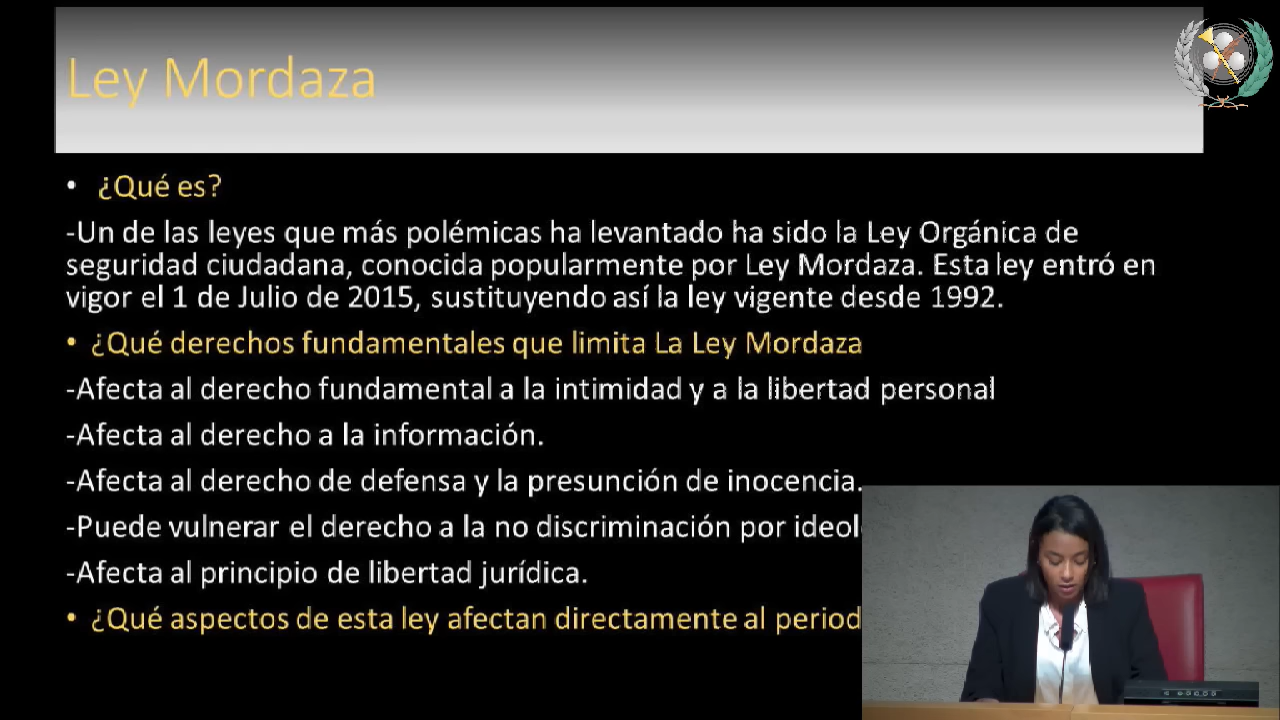 Ley Mordaza
• ¿Qué es?
-Un de las leyes que más polémicas ha levantado ha sido la Ley Orgánica de
seguridad ciudadana, conocida popularmente por Ley Mordaza. Esta ley entró en
vigor el 1 de Julio de 2015, sustituyendo así la ley vigente desde 1992.
• ¿Qué derechos fundamentales que limita La Ley Mordaza
-Afecta al derecho fundamental a la intimidad y a la libertad personal
-Afecta al derecho a la información.
-Afecta al derecho de defensa y la presunción de inocencia.
-Puede vulnerar el derecho a la no discriminación por
-Afecta al principio de libertad jurídica.
• ¿Qué aspectos de esta ley afectan directamente al